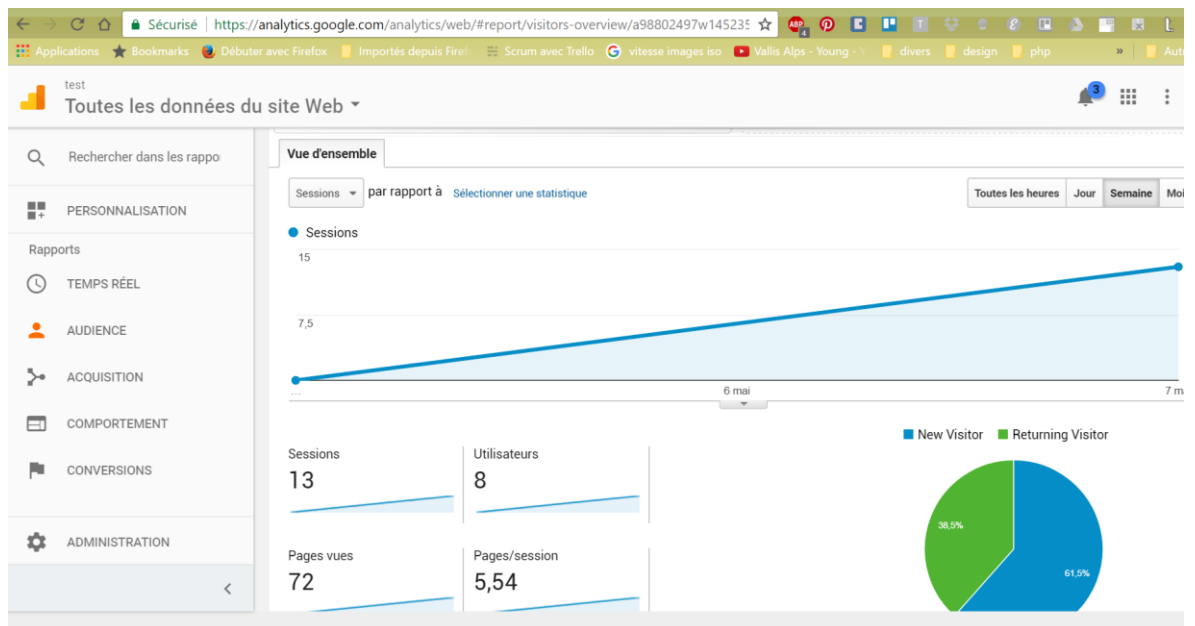 Sécurisé https://analytics.google.com/analytics/web/#report/visitors-overview/a98802497w145235
Applications Bookmarks Débuter avec Firefox Importés depuis Firef Scrum avec Trello vitesse images iso Vallis Alps - Young - divers design php » Aut
test
Toutes les données du site Web
3
Rechercher dans les rappo
PERSONNALISATION
Rapports
TEMPS RÉEL
AUDIENCE
ACQUISITION
COMPORTEMENT
CONVERSIONS
ADMINISTRATION
Vue d'ensemble
Sessions par rapport à Sélectionner une statistique
Toutes les heures Jour Semaine Moi
Sessions
15
7,5
... 6 mai 7 m
New Visitor Returning Visitor
Sessions Utilisateurs
13 8
38,5%
61,5%
Pages vues Pages/session
72 5,54